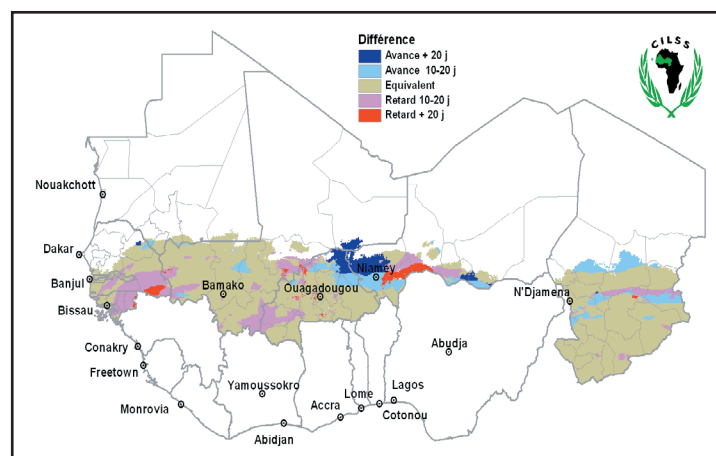 Différence
Avance + 20 j
Avance 10-20 j
Equivalent
Retard 10-20 j
Retard + 20 j
CILSS
Nouakchott
Dakar
Banjul
Bissau
Bamako
Ouagadougou
Niamey
N'Djamena
Conakry
Freetown
Monrovia
Yamoussokro
Abidjan
Accra
Lome
Lagos
Cotonou
Abudja